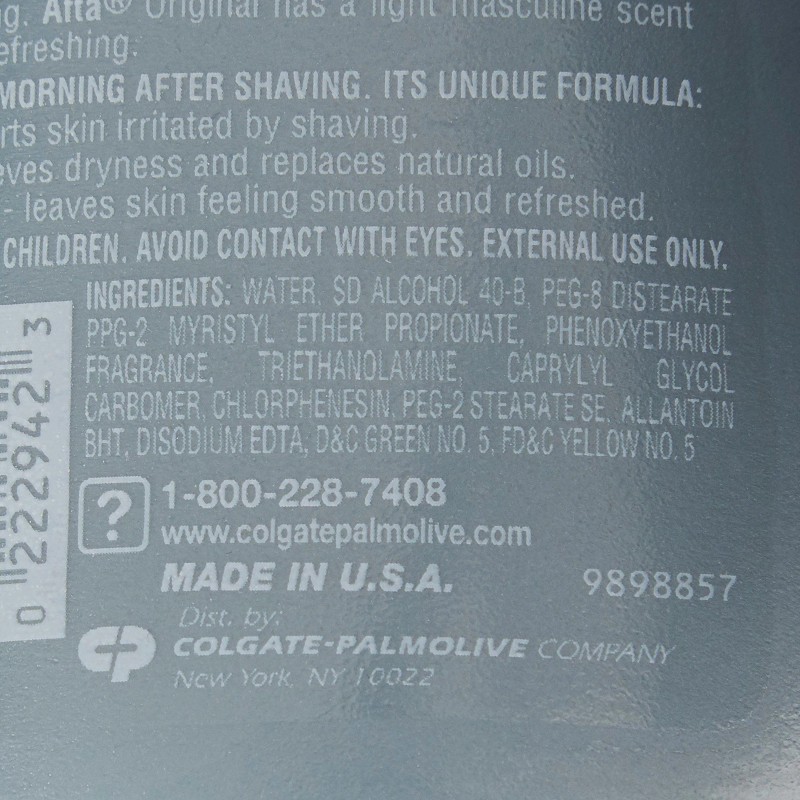 g. Afta® Original has a light masculine scent
efreshing.
MORNING AFTER SHAVING. ITS UNIQUE FORMULA:
rts skin irritated by shaving.
eves dryness and replaces natural oils.
- leaves skin feeling smooth and refreshed.
CHILDREN. AVOID CONTACT WITH EYES. EXTERNAL USE ONLY.
INGREDIENTS: WATER, SD ALCOHOL 40-B, PEG-8 DISTEARATE
PPG-2 MYRISTYL ETHER PROPIONATE, PHENOXYETHANOL
FRAGRANCE, TRIETHANOLAMINE, CAPRYLYL GLYCOL
CARBOMER, CHLORPHENESIN, PEG-2 STEARATE SE, ALLANTOIN
BHT, DISODIUM EDTA, D&C GREEN NO. 5, FD&C YELLOW NO. 5
0 222942 3
? 1-800-228-7408
www.colgatepalmolive.com
MADE IN U.S.A. 9898857
Dist. by:
CP COLGATE-PALMOLIVE COMPANY
New York, NY 10022